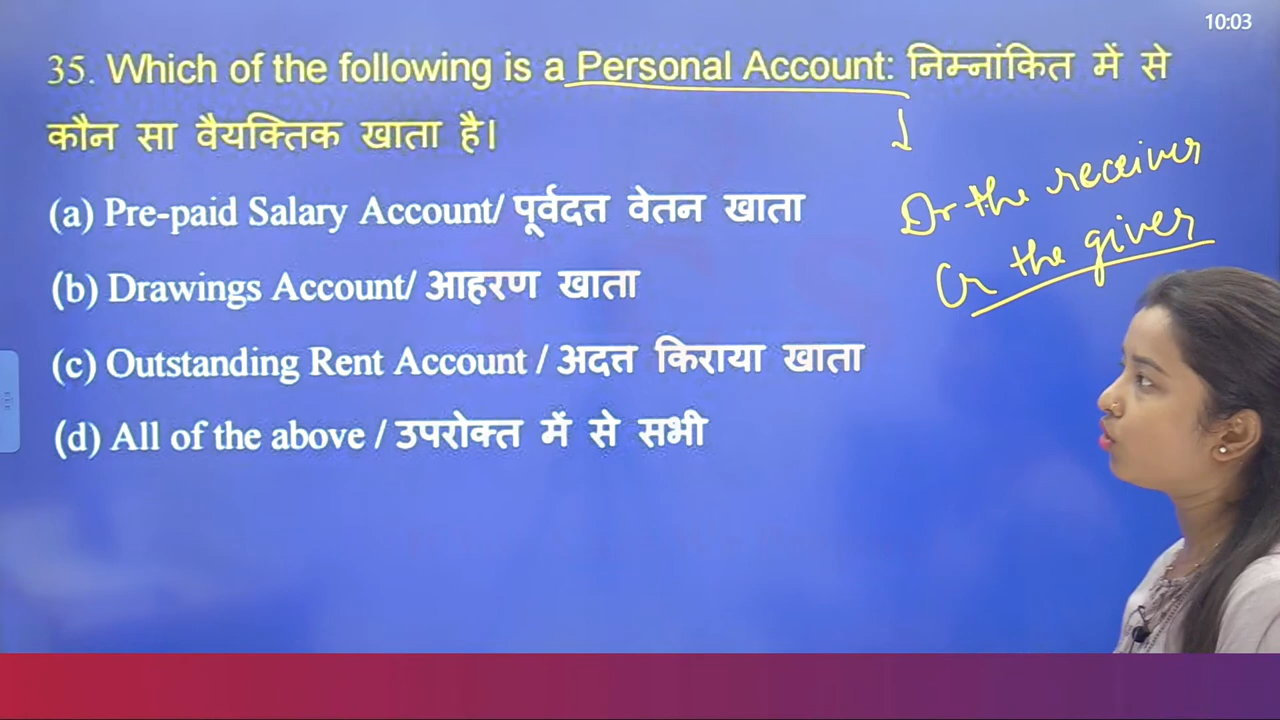 10:03
35. Which of the following is a Personal Account: निम्नांकित में से
कौन सा वैयक्तिक खाता है।
Dr the receiver
Cr the giver
(a) Pre-paid Salary Account/ पूर्वदत्त वेतन खाता
(b) Drawings Account/ आहरण खाता
(c) Outstanding Rent Account / अदत्त किराया खाता
(d) All of the above / उपरोक्त में से सभी